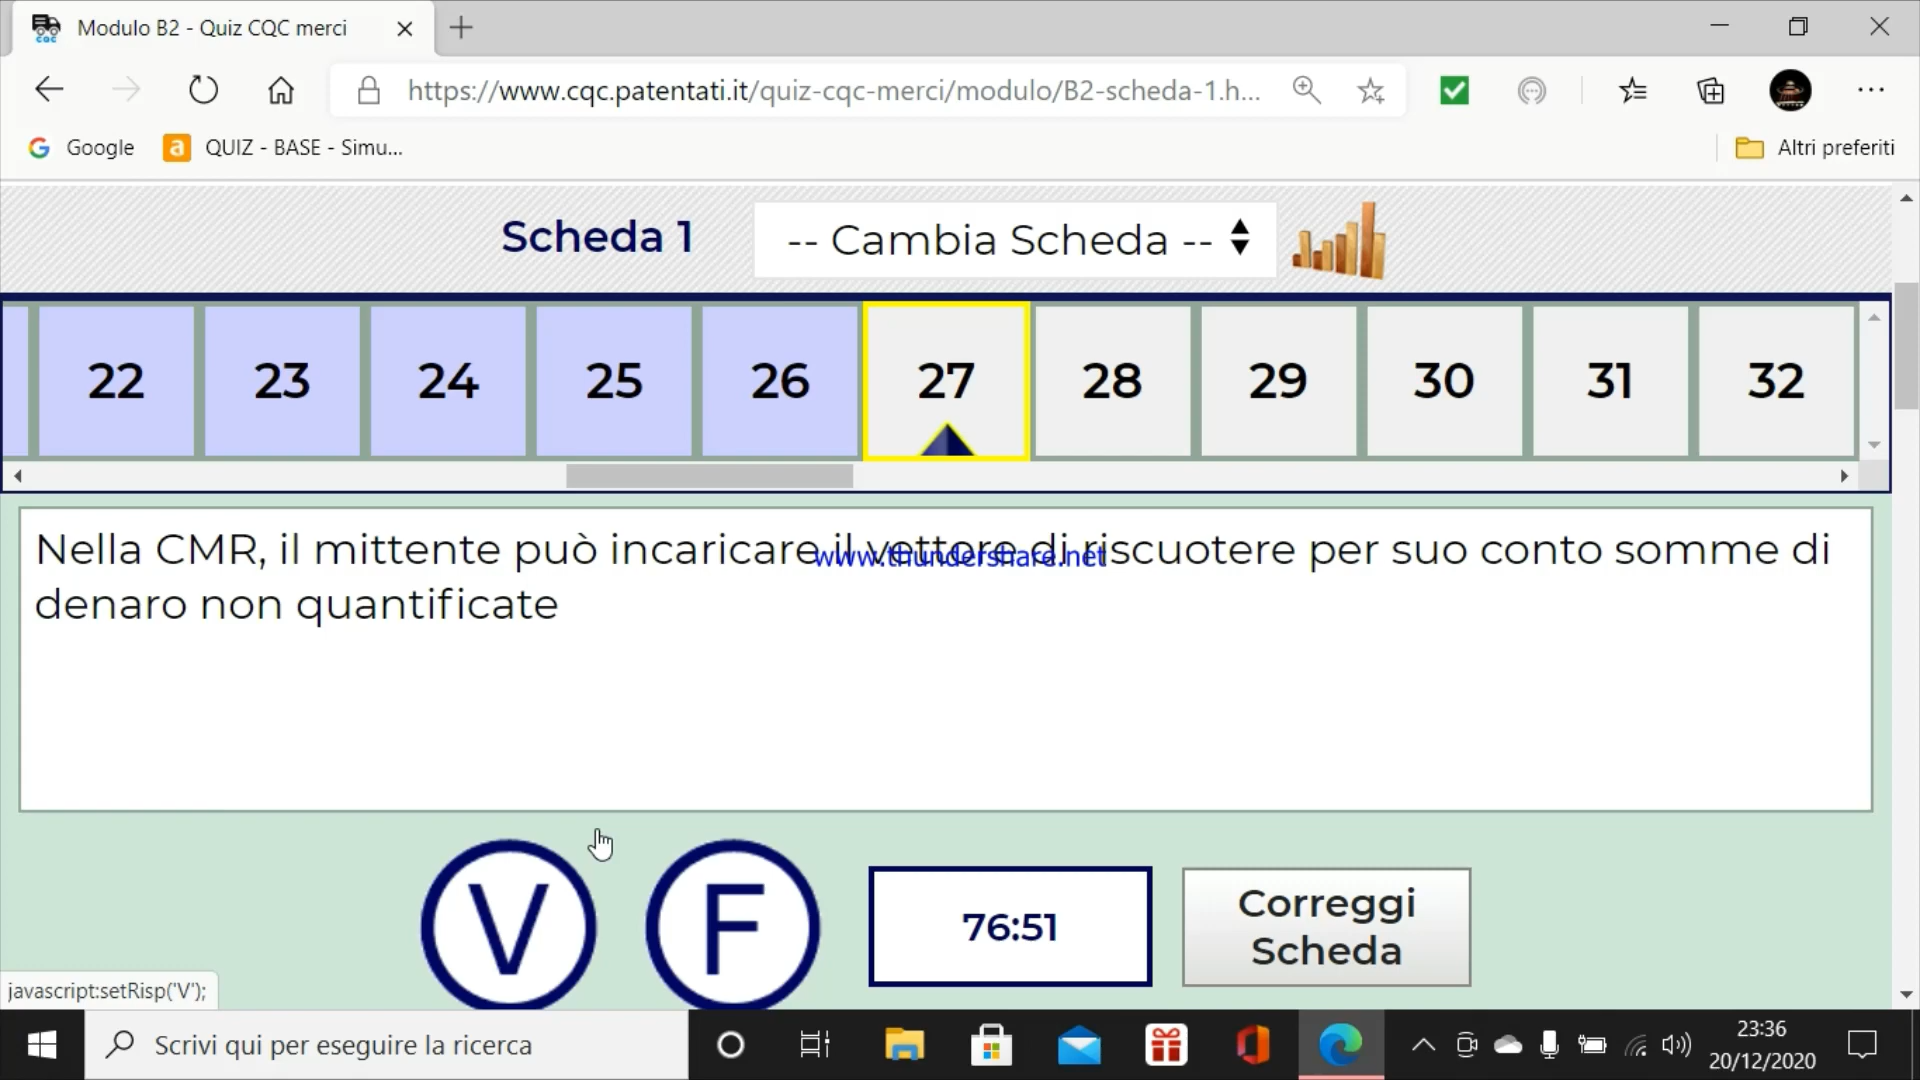 Modulo B2 - Quiz CQC merci
https://www.cqc.patentati.it/quiz-cqc-merci/modulo/B2-scheda-1.h...
Google
QUIZ - BASE - Simu...
Altri preferiti
Scheda 1
-- Cambia Scheda --
22 23 24 25 26 27 28 29 30 31 32
Nella CMR, il mittente può incaricare il vettore di riscuotere per suo conto somme di
www.thundershare.net
denaro non quantificate
V F
76:51
Correggi
Scheda
javascript:setRisp('V');
Scrivi qui per eseguire la ricerca
23:36
20/12/2020